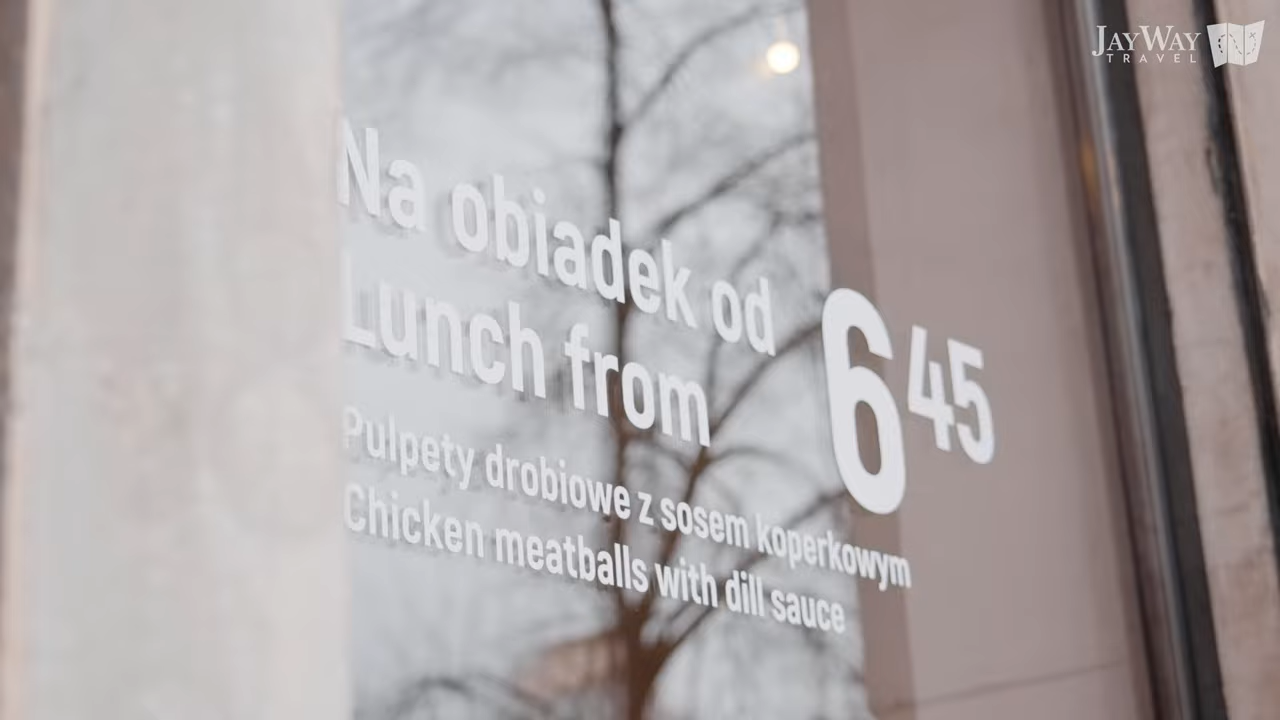 JAYWAY
TRAVEL
Na obiadek od
Lunch from
6 45
Pulpety drobiowe z sosem koperkowym
Chicken meatballs with dill sauce